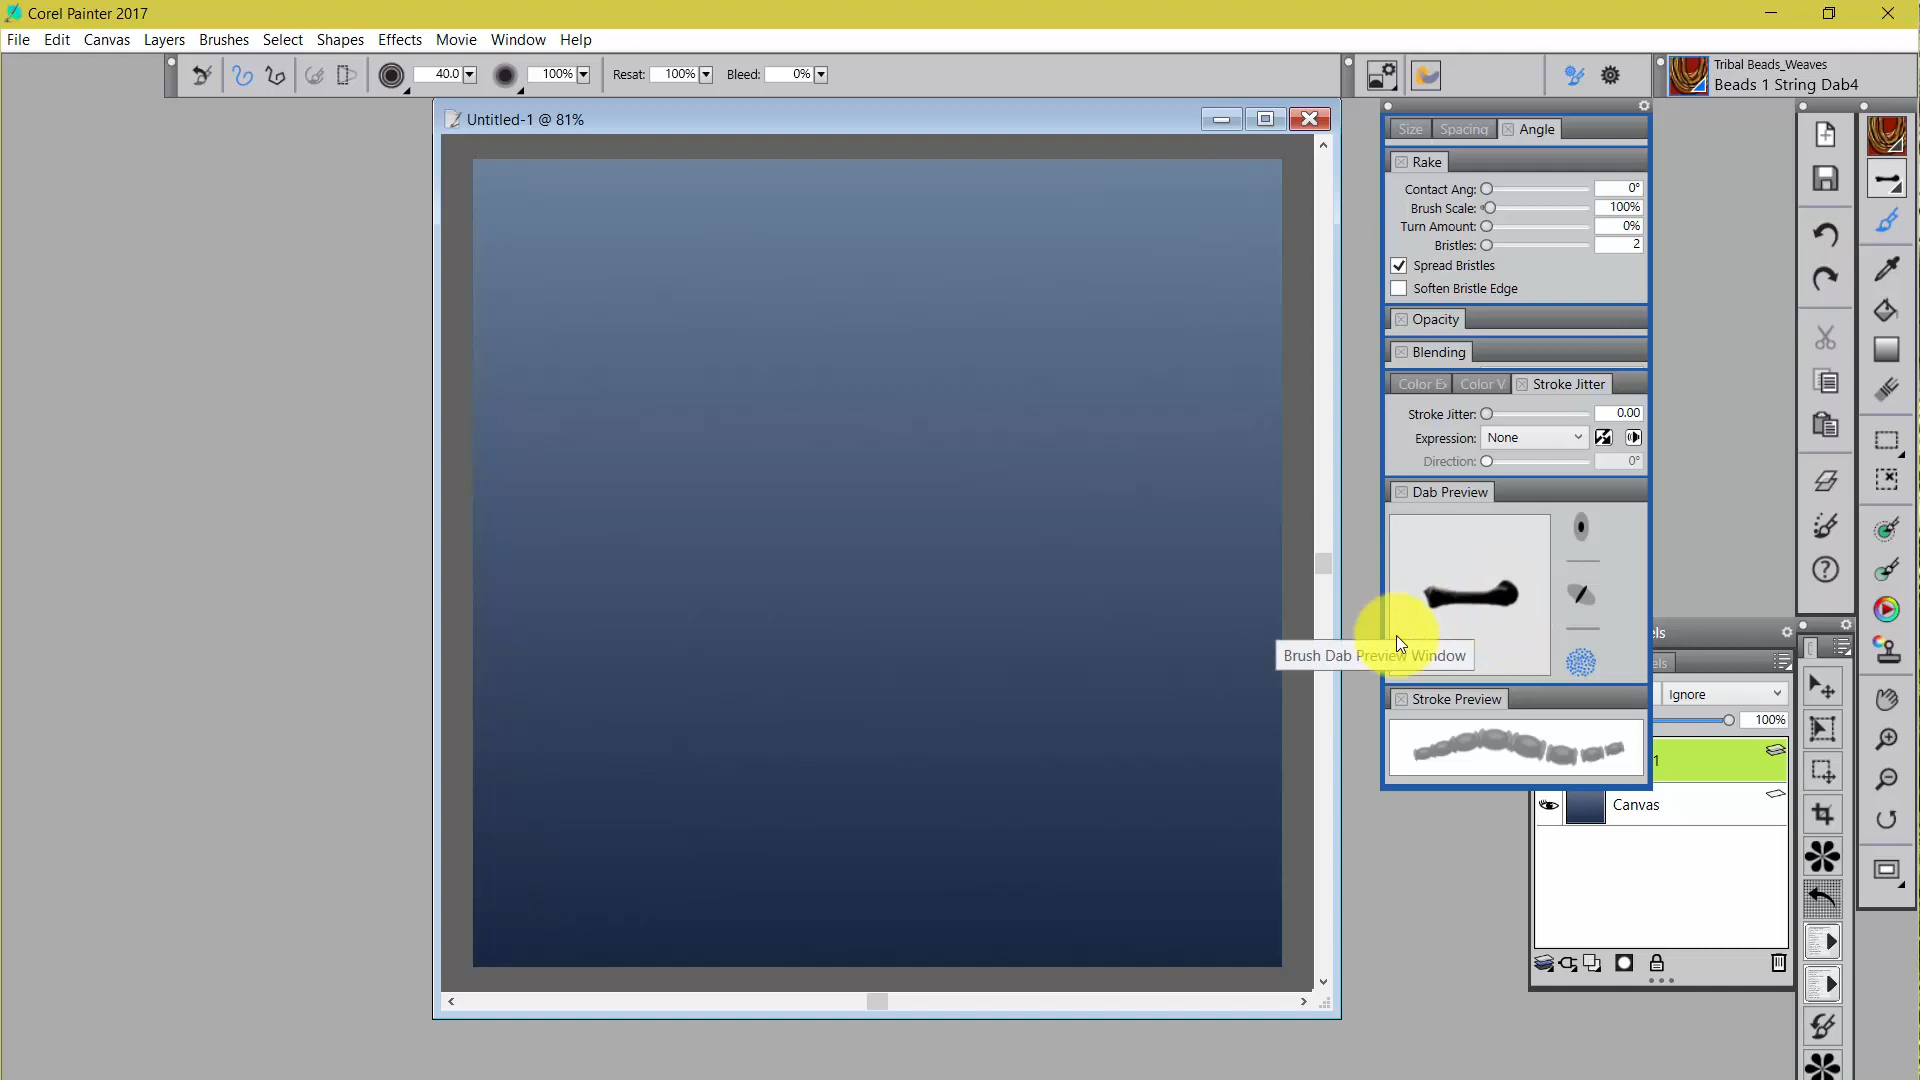 Corel Painter 2017
File Edit Canvas Layers Brushes Select Shapes Effects Movie Window Help
40.0 100% Resat: 100% Bleed: 0%
Tribal Beads_Weaves
Beads 1 String Dab4
Untitled-1 @ 81%
Size Spacing Angle
Rake
Contact Ang: 0°
Brush Scale: 100%
Turn Amount: 0%
Bristles: 2
Spread Bristles
Soften Bristle Edge
Opacity
Blending
Color Ex Color V Stroke Jitter
Stroke Jitter: 0.00
Expression: None
Direction: 0°
Dab Preview
Brush Dab Preview Window
Stroke Preview
els
els
Ignore
100%
1
Canvas